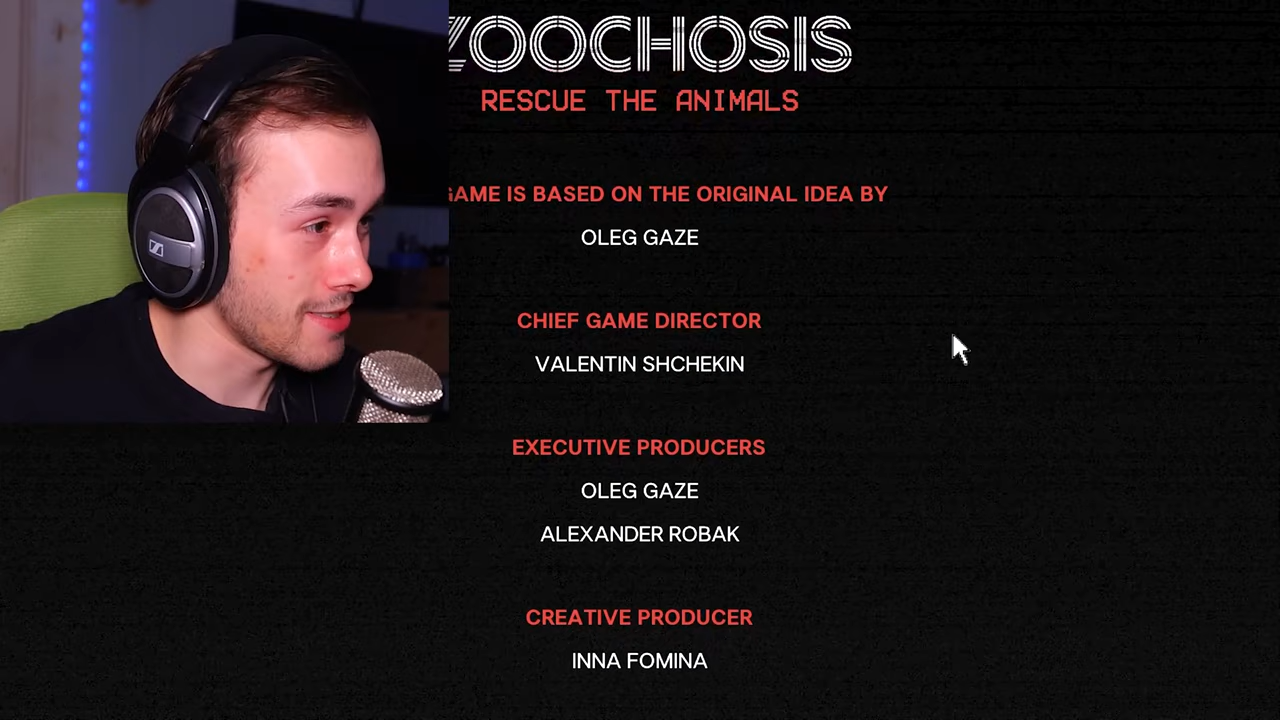 ZOOCHOSIS
RESCUE THE ANIMALS
GAME IS BASED ON THE ORIGINAL IDEA BY
OLEG GAZE
CHIEF GAME DIRECTOR
VALENTIN SHCHEKIN
EXECUTIVE PRODUCERS
OLEG GAZE
ALEXANDER ROBAK
CREATIVE PRODUCER
INNA FOMINA